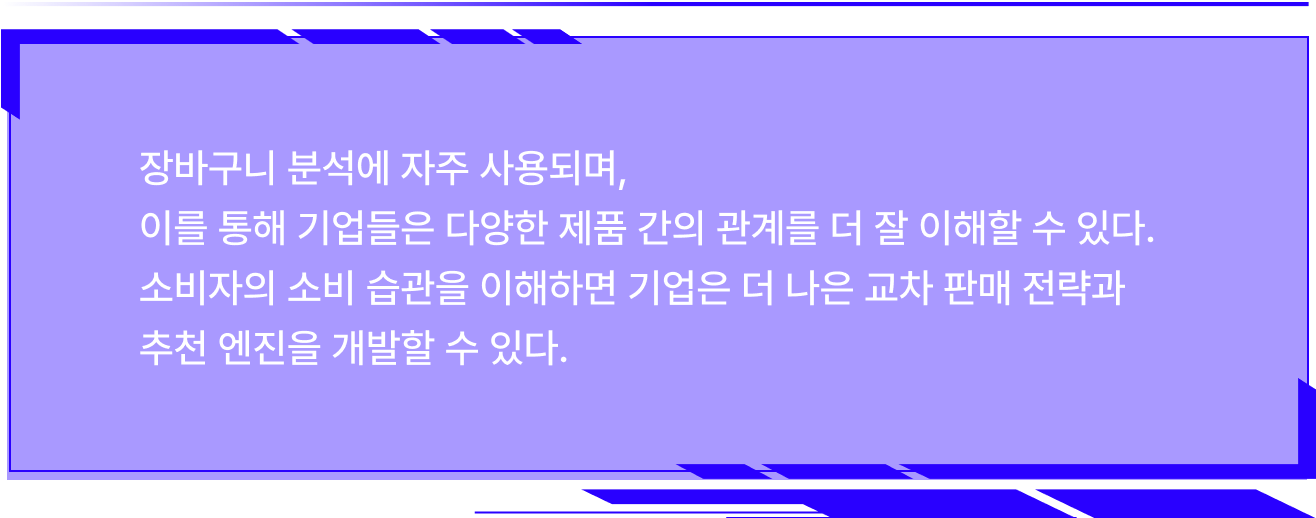 장바구니 분석에 자주 사용되며,
이를 통해 기업들은 다양한 제품 간의 관계를 더 잘 이해할 수 있다.
소비자의 소비 습관을 이해하면 기업은 더 나은 교차 판매 전략과
추천 엔진을 개발할 수 있다.